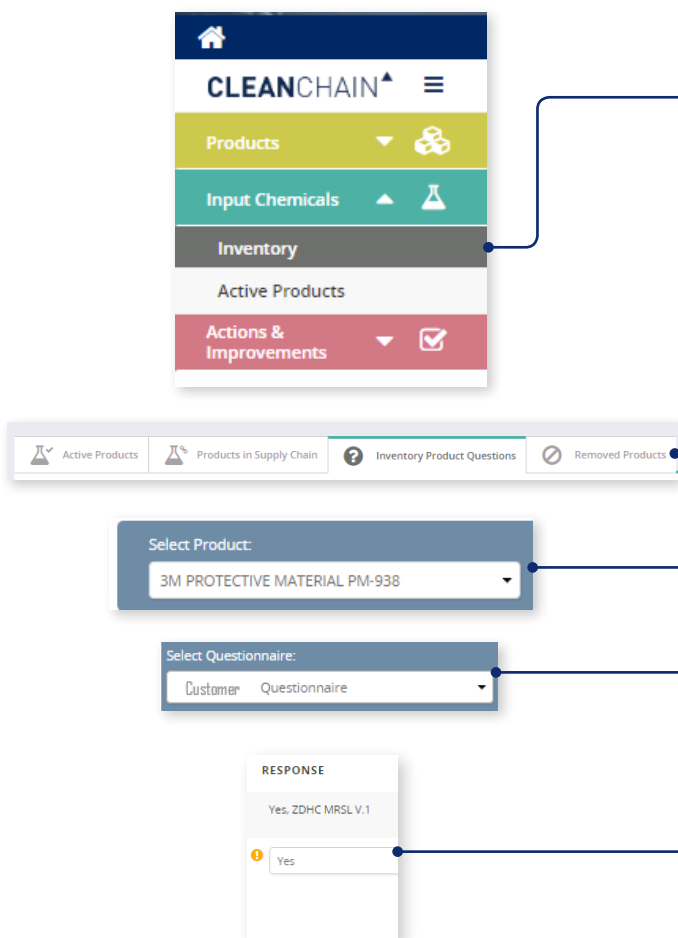 CLEANCHAIN
Products
Input Chemicals
Inventory
Active Products
Actions &
Improvements
Active Products
Products in Supply Chain
Inventory Product Questions
Removed Products
Select Product:
3M PROTECTIVE MATERIAL PM-938
Select Questionnaire:
Customer Questionnaire
RESPONSE
Yes, ZDHC MRSL V.1
Yes